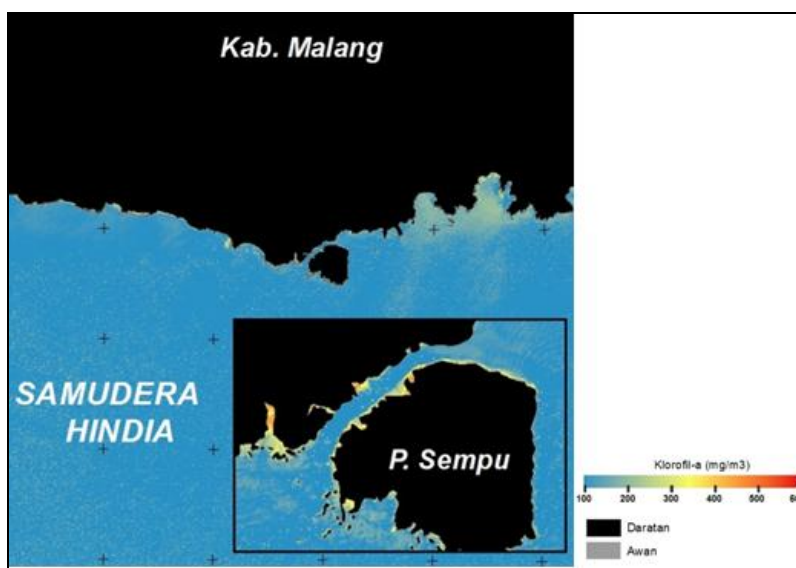 Kab. Malang
SAMUDERA
HINDIA
P. Sempu
Klorofil-a (mg/m3)
100 200 300 400 500
Daratan
Awan